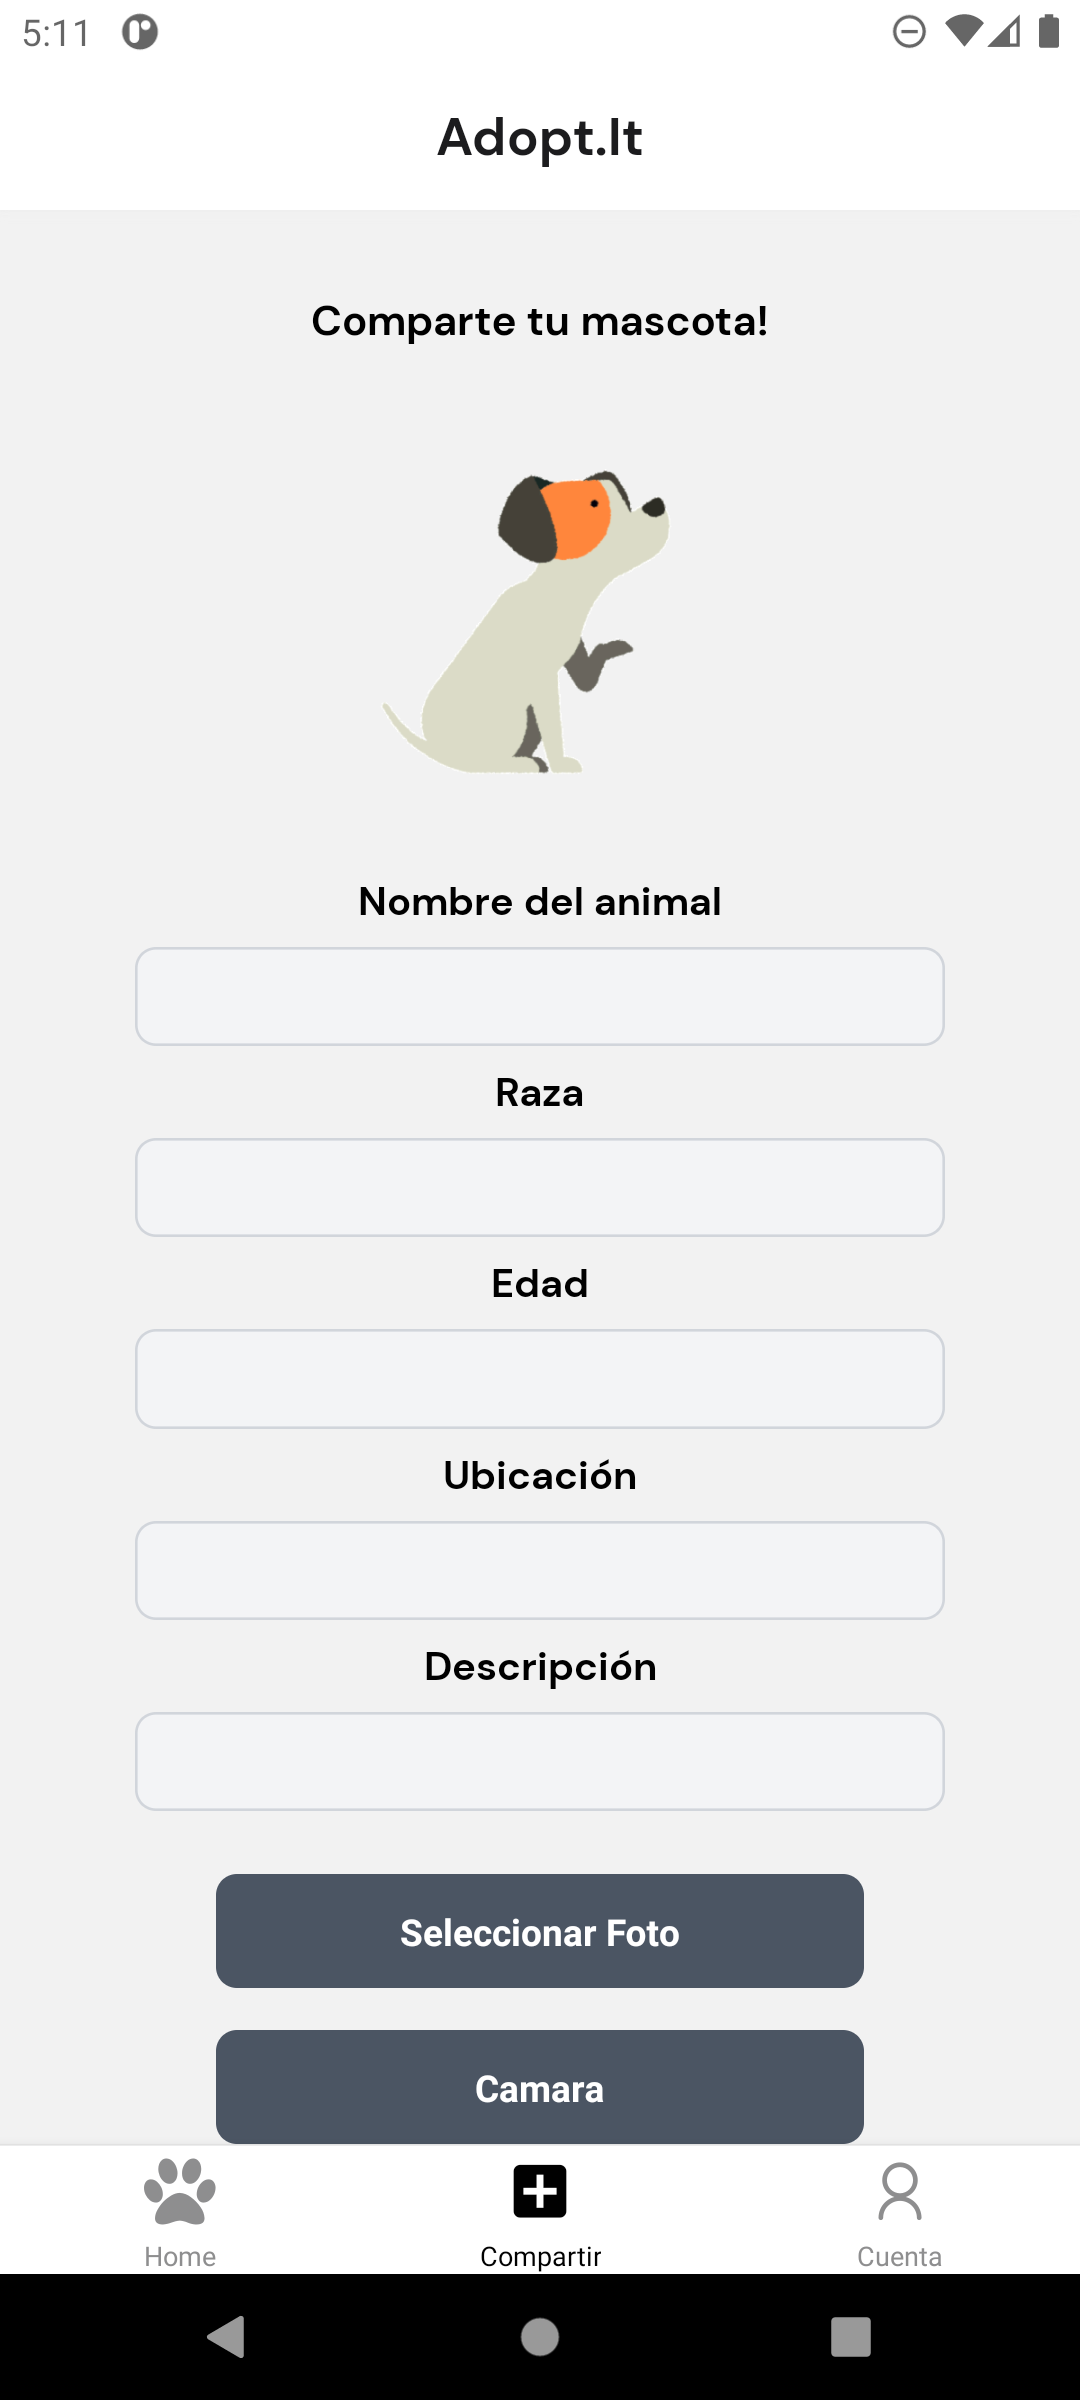 5:11
Adopt.It
Comparte tu mascota!
Nombre del animal
Raza
Edad
Ubicación
Descripción
Seleccionar Foto
Camara
Home
Compartir
Cuenta